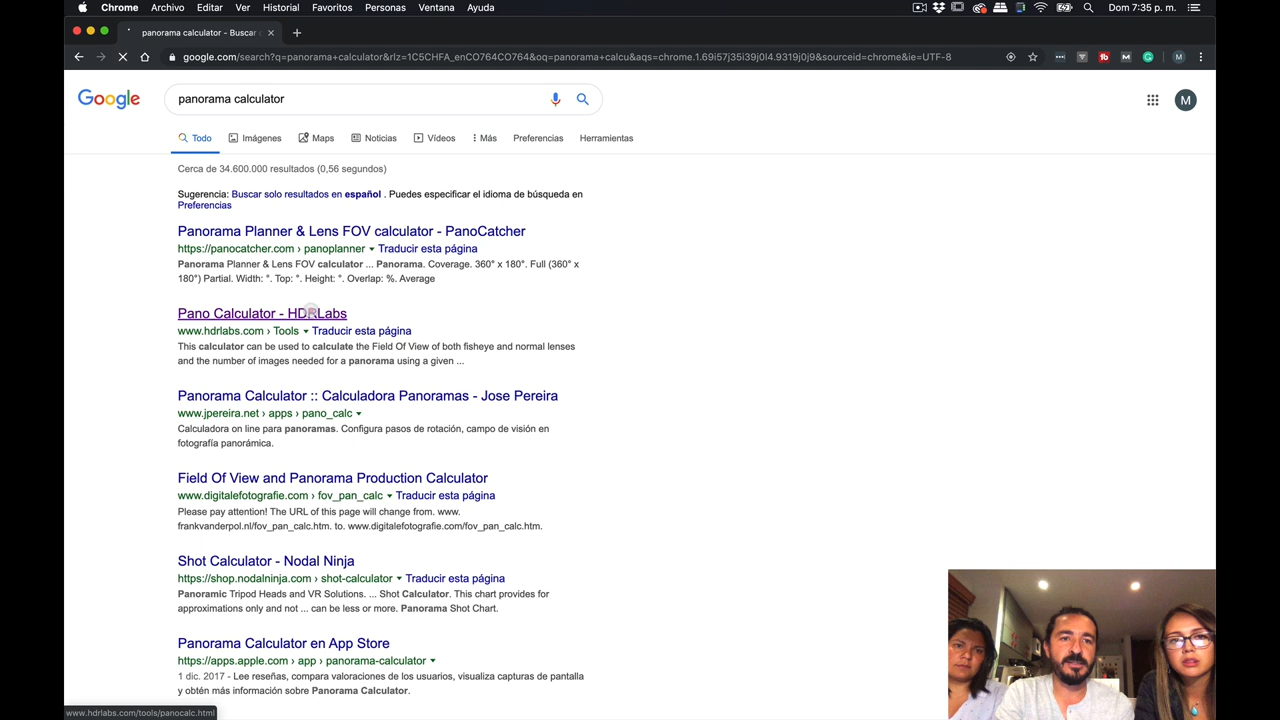 Chrome Archivo Editar Ver Historial Favoritos Personas Ventana Ayuda Dom 7:35 p. m.
panorama calculator - Buscar
google.com/search?q=panorama+calculator&rlz=1C5CHFA_enCO764CO764&oq=panorama+calcu&aqs=chrome.1.69i57j35i39j0l4.9319j0j9&sourceid=chrome&ie=UTF-8
Google panorama calculator M
Todo Imágenes Maps Noticias Vídeos Más Preferencias Herramientas
Cerca de 34.600.000 resultados (0,56 segundos)
Sugerencia: Buscar solo resultados en español . Puedes especificar el idioma de búsqueda en
Preferencias
Panorama Planner & Lens FOV calculator - PanoCatcher
https://panocatcher.com › panoplanner Traducir esta página
Panorama Planner & Lens FOV calculator ... Panorama. Coverage. 360° x 180°. Full (360° x
180°) Partial. Width: °. Top: °. Height: °. Overlap: %. Average
Pano Calculator - HDRLabs
www.hdrlabs.com › Tools Traducir esta página
This calculator can be used to calculate the Field Of View of both fisheye and normal lenses
and the number of images needed for a panorama using a given ...
Panorama Calculator :: Calculadora Panoramas - Jose Pereira
www.jpereira.net › apps › pano_calc
Calculadora on line para panoramas. Configura pasos de rotación, campo de visión en
fotografía panorámica.
Field Of View and Panorama Production Calculator
www.digitalefotografie.com › fov_pan_calc Traducir esta página
Please pay attention! The URL of this page will change from. www.
frankvanderpol.nl/fov_pan_calc.htm. to. www.digitalefotografie.com/fov_pan_calc.htm.
Shot Calculator - Nodal Ninja
https://shop.nodalninja.com › shot-calculator Traducir esta página
Panoramic Tripod Heads and VR Solutions. ... Shot Calculator. This chart provides for
approximations only and not ... can be less or more. Panorama Shot Chart.
Panorama Calculator en App Store
https://apps.apple.com › app › panorama-calculator
1 dic. 2017 - Lee reseñas, compara valoraciones de los usuarios, visualiza capturas de pantalla
y obtén más información sobre Panorama Calculator.
www.hdrlabs.com/tools/panocalc.html